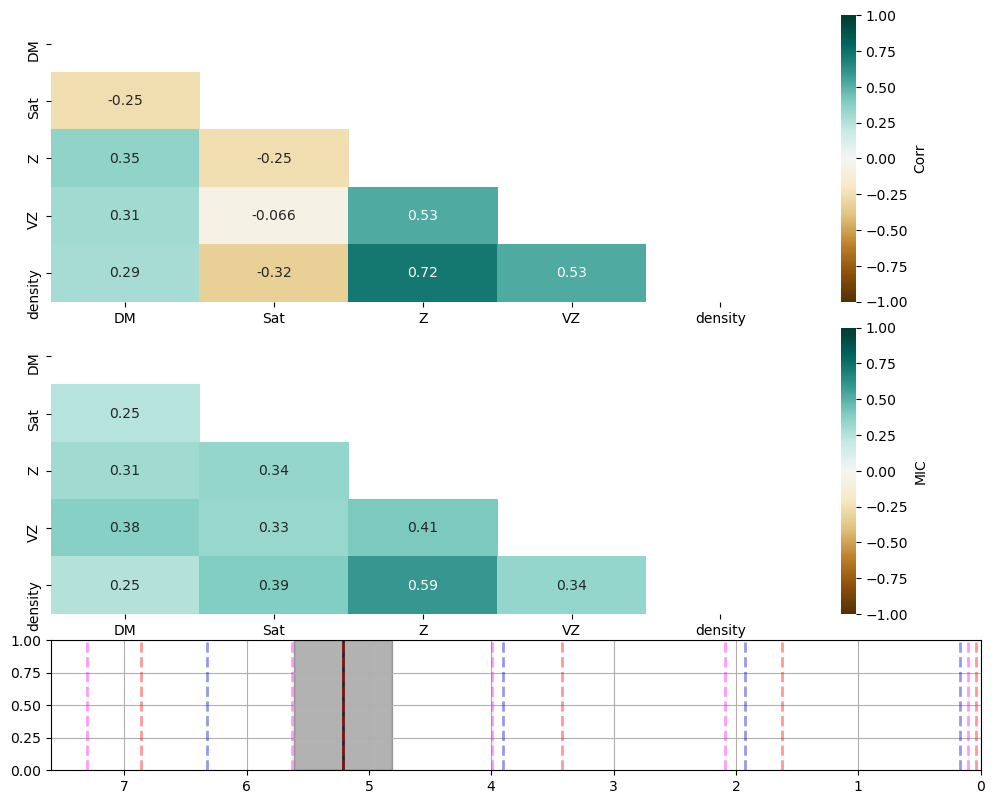 1.00
DM
0.75
Sat
-0.25
0.50
0.25
Z
0.35
-0.25
0.00
Corr
−0.25
VZ
0.31
-0.066
0.53
−0.50
density
0.29
-0.32
0.72
0.53
−0.75
−1.00
DM
Sat
Z
VZ
density
1.00
DM
0.75
Sat
0.25
0.50
0.25
Z
0.31
0.34
0.00
MIC
−0.25
VZ
0.38
0.33
0.41
−0.50
density
0.25
0.39
0.59
0.34
−0.75
−1.00
DM
Sat
Z
VZ
density
1.00
0.75
0.50
0.25
0.00
7
6
5
4
3
2
1
0